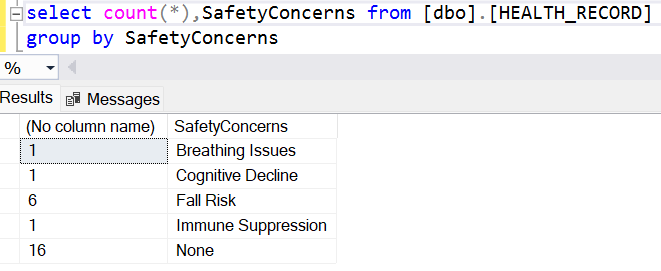 select count(*),SafetyConcerns from [dbo].[HEALTH_RECORD]
group by SafetyConcerns
%
Results Messages
(No column name) SafetyConcerns
1 Breathing Issues
1 Cognitive Decline
6 Fall Risk
1 Immune Suppression
16 None